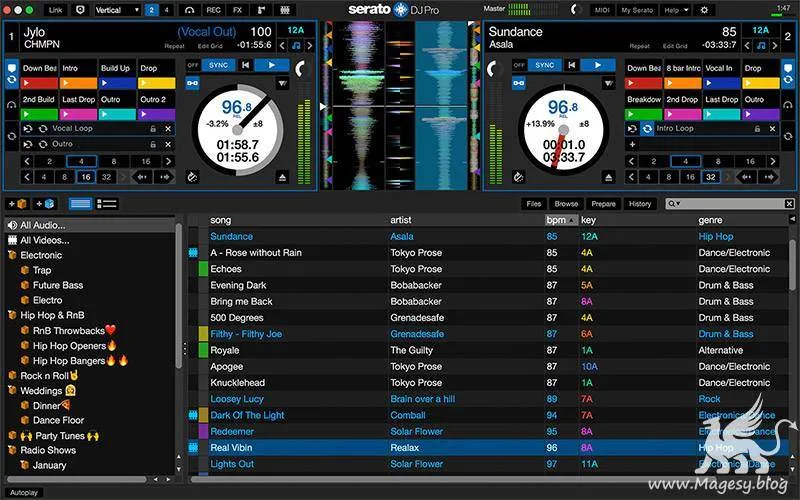 Link Vertical 2 4 REC FX serato DJ Pro Master MIDI My Serato Help 1:47
1 Jylo (Vocal Out) 100 12A
CHMPN Repeat Edit Grid -01:55:6
OFF SYNC
Down Bea Intro Build Up Drop
2nd Build Last Drop Outro Outro 2
Vocal Loop
Outro
2 4 8 16
4 8 16 32
96.8
REL
-3.2% ±8
01:58.7
01:55.6
Sundance 85 12A 2
Asala Repeat Edit Grid -03:33:7
OFF SYNC
96.8
REL
+13.9% ±8
00:01.0
03:33.7
Down Bea 8 bar Intro Vocal In Drop
Breakdown 2nd Drop Last Drop Outro
Intro Loop
2 4 8 16
4 8 16 32
Files Browse Prepare History
All Audio...
All Videos...
Electronic
Trap
Future Bass
Electro
Hip Hop & RnB
RnB Throwbacks❤️
Hip Hop Openers🔥
Hip Hop Bangers🔥🔥
Rock n Roll🤘
Weddings 👰
Dinner🍕
Dance Floor
🙌 Party Tunes 🙌
Radio Shows
January
song artist bpm key genre
Sundance Asala 85 12A Hip Hop
A - Rose without Rain Tokyo Prose 85 4A Dance/Electronic
Echoes Tokyo Prose 85 4A Dance/Electronic
Evening Dark Bobabacker 87 5A Drum & Bass
Bring me Back Bobabacker 87 8A Drum & Bass
500 Degrees Grenadesafe 87 4A Drum & Bass
Filthy - Filthy Joe Grenadesafe 87 6A Drum & Bass
Royale The Guilty 87 1A Alternative
Apogee Tokyo Prose 87 10A Dance/Electronic
Knucklehead Tokyo Prose 87 1A Dance/Electronic
Loosey Lucy Brain over a hill 89 7A Rock
Dark Of The Light Comball 94 7A Electronic/Dance
Redeemer Solar Flower 95 8A Electronic/Dance
Real Vibin Realax 96 8A Hip Hop
Lights Out Solar Flower 97 11A Electronic/Dance
Autoplay
www.Magesy.blog